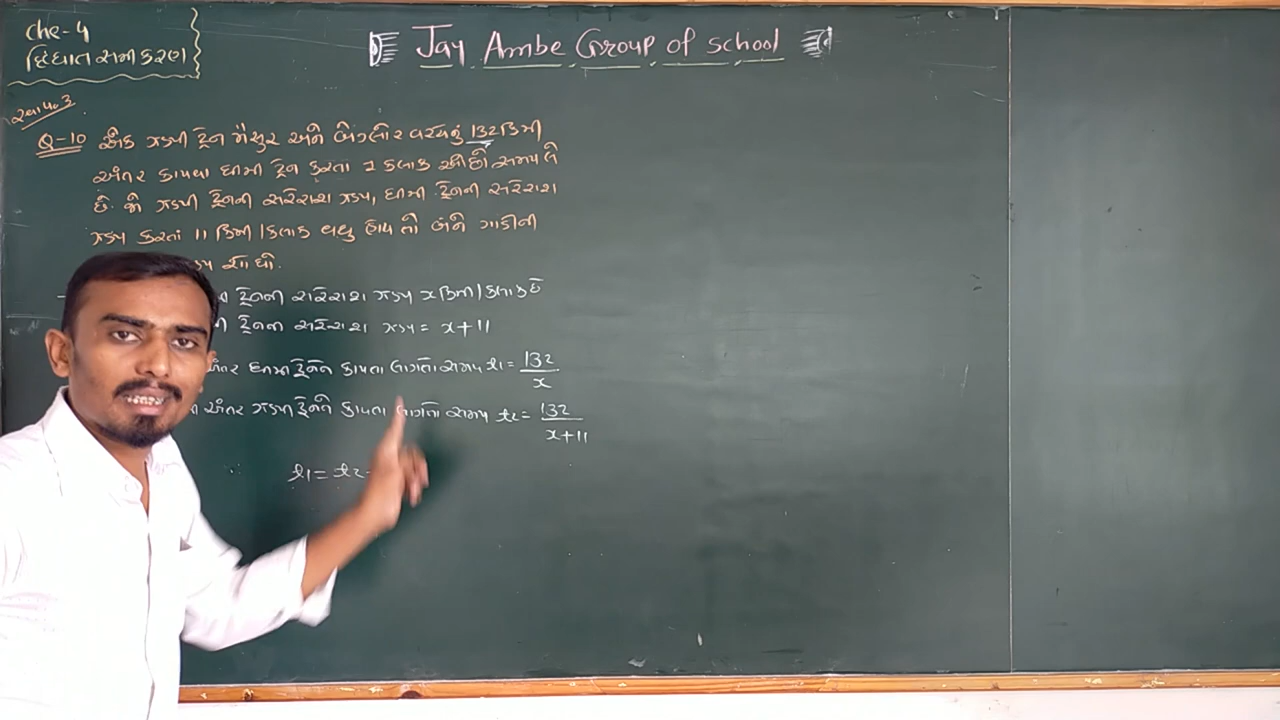 Che-4
દ્વિઘાત સમીકરણ
Jay Ambe Group of school
સ્વા 4.3
Q-10 એક ઝડપી ટ્રેન મૈસુર અને બેંગ્લોર વચ્ચેનું 132 કિમી
અંતર કાપવા ધીમી ટ્રેન કરતા 1 કલાક ઓછો સમય લે
છે. જો ઝડપી ટ્રેનની સરેરાશ ઝડપ, ધીમી ટ્રેનની સરેરાશ
ઝડપ કરતાં 11 કિમી/કલાક વધુ હોય તો બંને ગાડીની
શોધો.
ટ્રેનની સરેરાશ ઝડપ x કિમી/કલાક છે
ટ્રેનની સરેરાશ ઝડપ = x+11
અંતર ધીમી ટ્રેનને કાપતા લાગતો સમય t1 = 132/x
અંતર ઝડપી ટ્રેનને કાપતા લાગતો સમય t2 = 132/x+11
t1 = t2